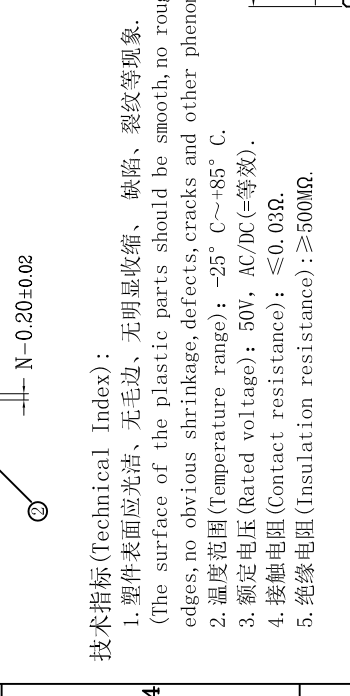 N-0.20±0.02
2
技术指标(Technical Index):
1.塑件表面应光洁、无毛边、无明显收缩、 缺陷、裂纹等现象.
(The surface of the plastic parts should be smooth,no
edges,no obvious shrinkage,defects,cracks and other
2.温度范围(Temperature range): -25° C～+85° C.
3.额定电压(Rated voltage): 50V, AC/DC(=等效).
4.接触电阻(Contact resistance): ≤0.03Ω.
5.绝缘电阻(Insulation resistance):≥500MΩ.
4